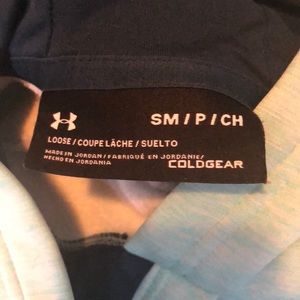 SM / P / CH
LOOSE / COUPE LÂCHE / SUELTO
MADE IN JORDAN / FABRIQUÉ EN JORDANIE/
HECHO EN JORDANIA
COLDGEAR